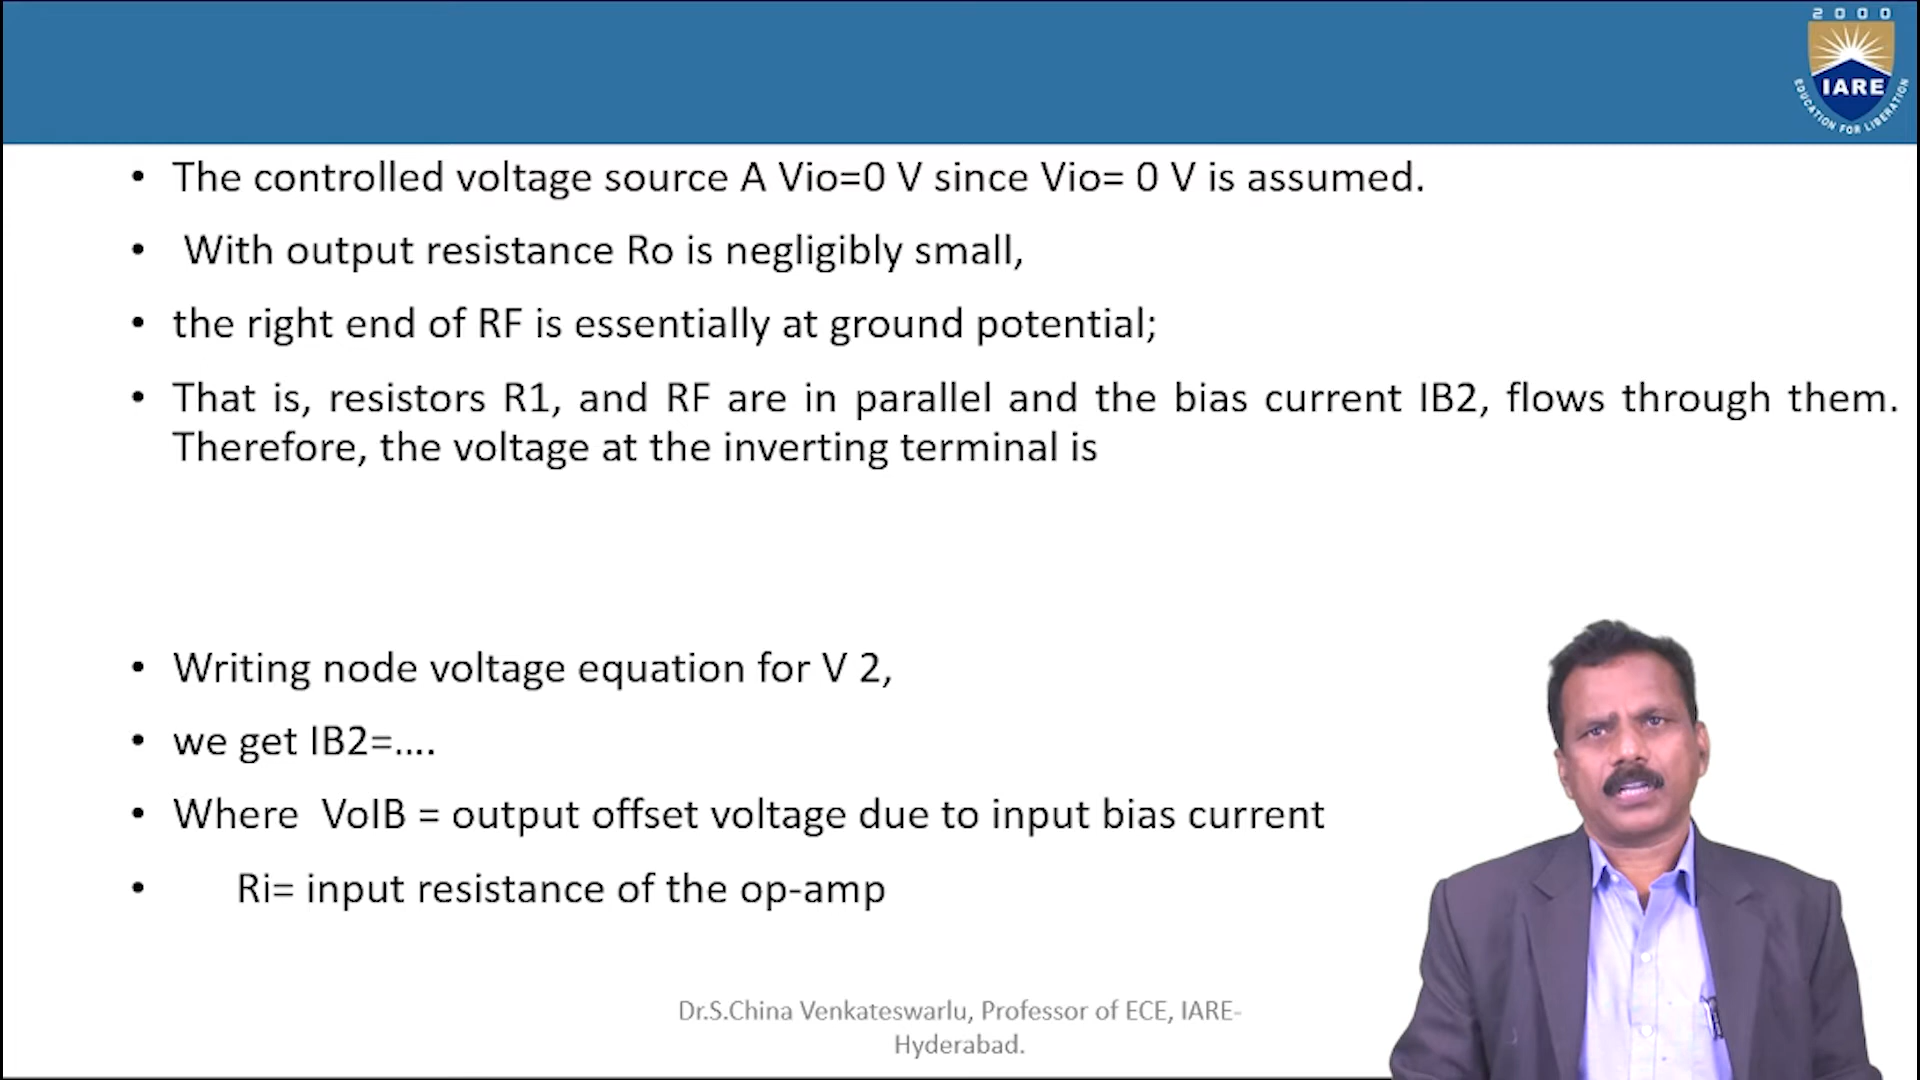 2000
IARE
EDUCATION FOR LIBERATION
• The controlled voltage source A Vio=0 V since Vio= 0 V is assumed.
• With output resistance Ro is negligibly small,
• the right end of RF is essentially at ground potential;
• That is, resistors R1, and RF are in parallel and the bias current IB2, flows through them.
Therefore, the voltage at the inverting terminal is
• Writing node voltage equation for V 2,
• we get IB2=....
• Where VoIB = output offset voltage due to input bias current
• Ri= input resistance of the op-amp
Dr.S.China Venkateswarlu, Professor of ECE, IARE-
Hyderabad.